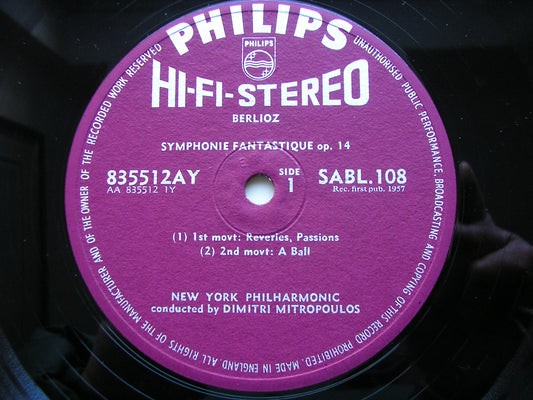 PHILIPS
PHILIPS
HI-FI-STEREO
BERLIOZ
SYMPHONIE FANTASTIQUE op. 14
835512AY
AA 835512 1Y
SIDE
1
SABL.108
Rec. first pub. 1957
(1) 1st movt: Reveries, Passions
(2) 2nd movt: A Ball
NEW YORK PHILHARMONIC
conducted by DIMITRI MITROPOULOS
ALL RIGHTS OF THE MANUFACTURER AND OF THE OWNER OF THE RECORDED WORK RESERVED
UNAUTHORISED PUBLIC PERFORMANCE, BROADCASTING AND COPYING OF THIS RECORD PROHIBITED. MADE IN ENGLAND.